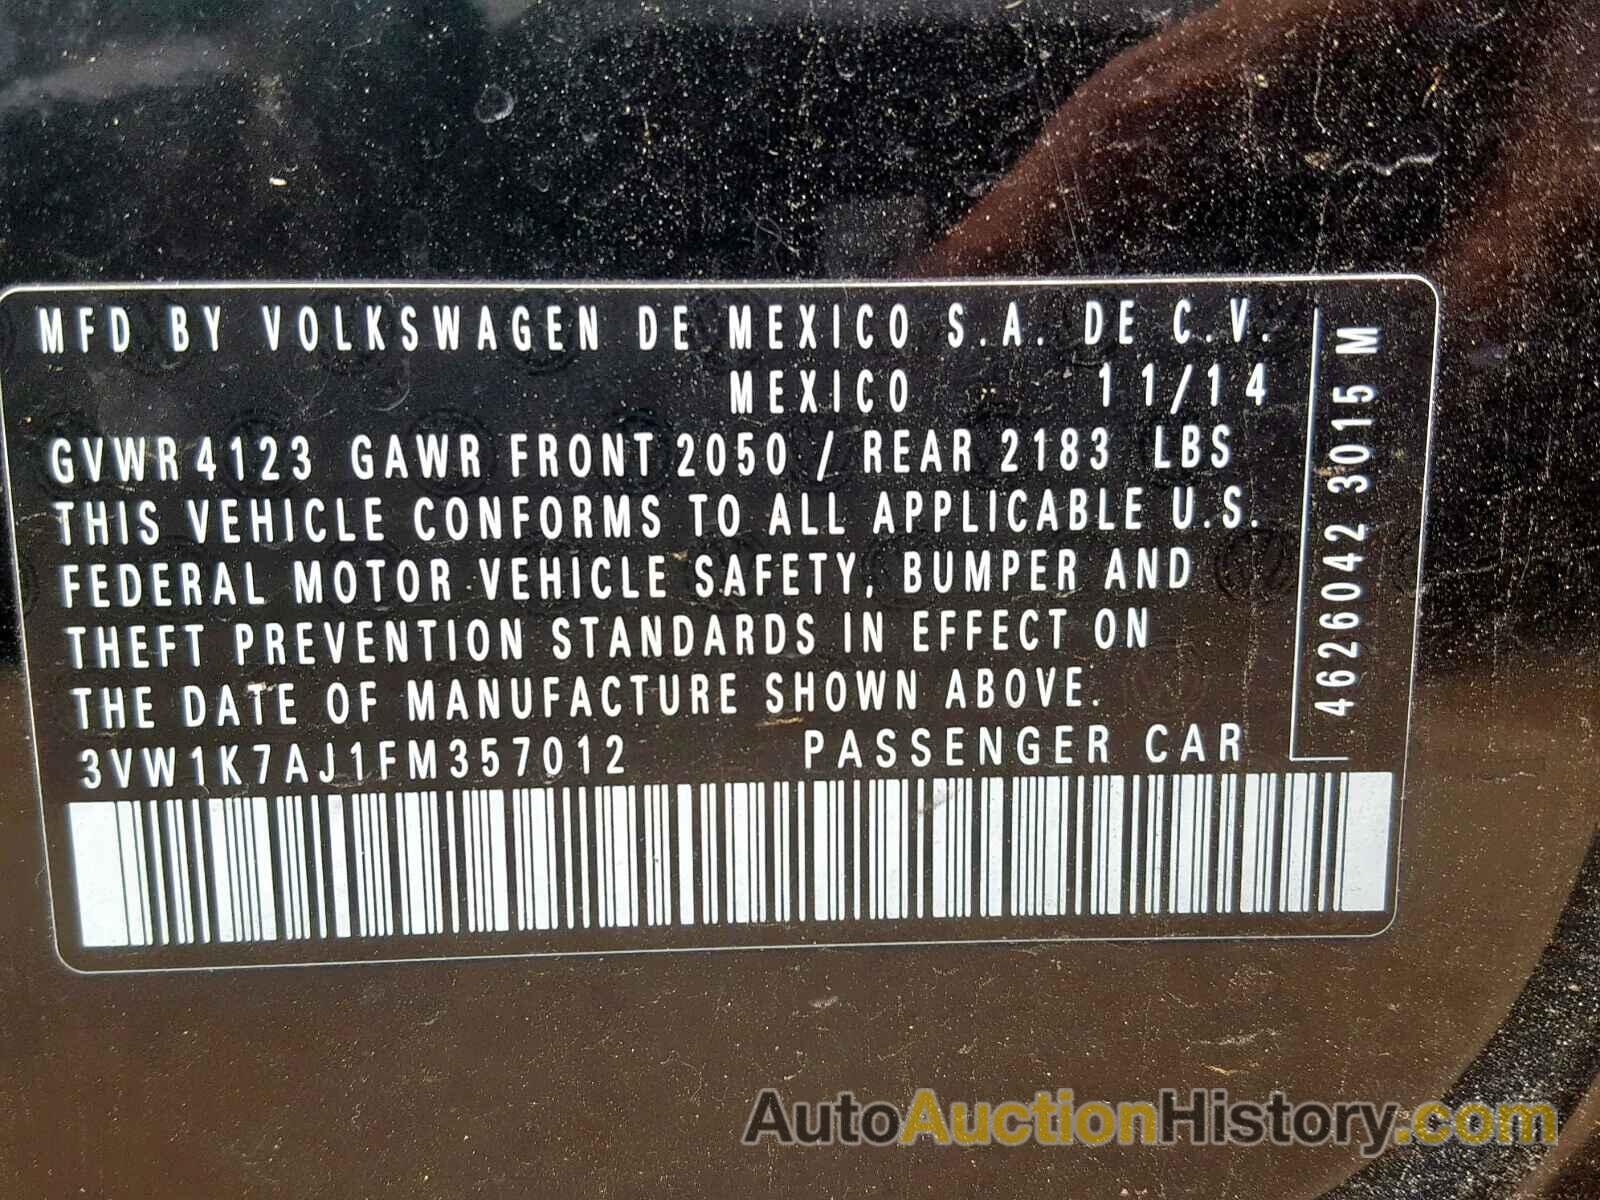 MFD BY VOLKSWAGEN DE MEXICO S.A. DE C.V.
MEXICO 11/14
GVWR 4123 GAWR FRONT 2050 / REAR 2183 LBS
THIS VEHICLE CONFORMS TO ALL APPLICABLE U.S.
FEDERAL MOTOR VEHICLE SAFETY, BUMPER AND
THEFT PREVENTION STANDARDS IN EFFECT ON
THE DATE OF MANUFACTURE SHOWN ABOVE.
3VW1K7AJ1FM357012 PASSENGER CAR
4626042 3015 M
AutoAuctionHistory.com